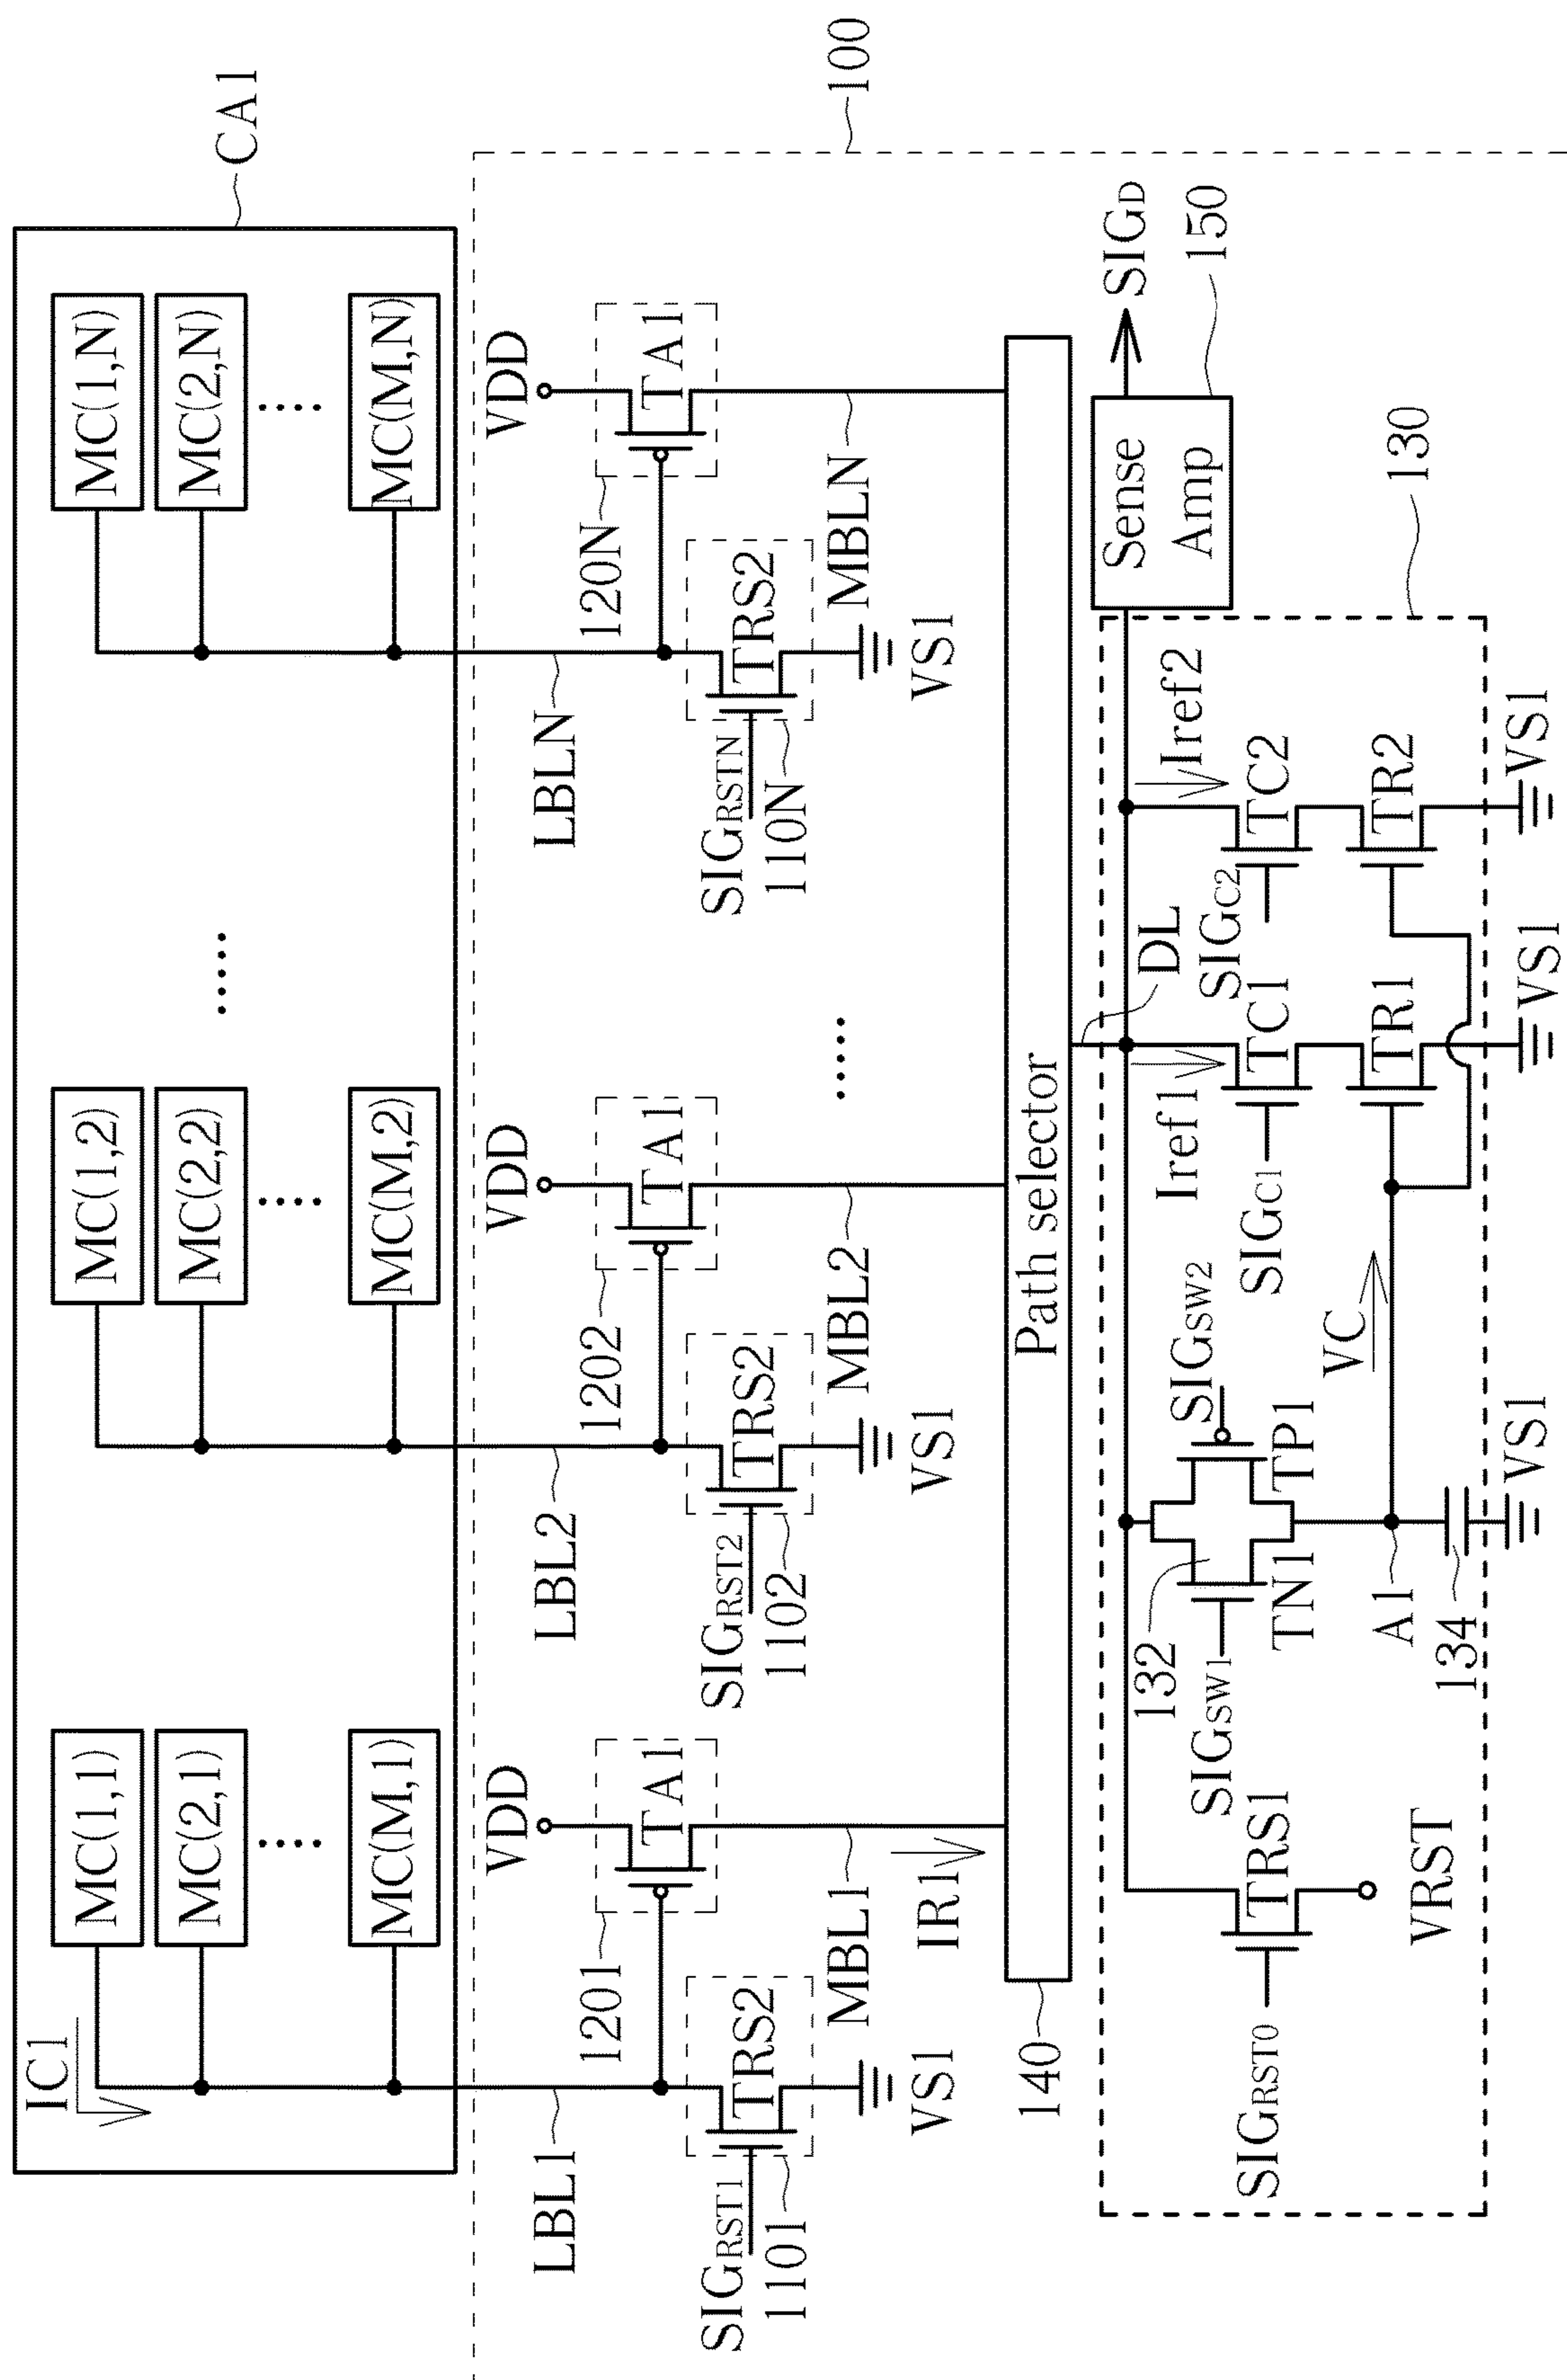 CA1
100
IC1
MC(1,1)
MC(2,1)
MC(M,1)
MC(1,2)
MC(2,2)
MC(M,2)
MC(1,N)
MC(2,N)
MC(M,N)
LBL1
LBL2
LBLN
VDD
VDD
VDD
1201
TA1
1202
TA1
120N
TA1
SIGRST1
1101
TRS2
SIGRST2
1102
TRS2
SIGRSTN
110N
TRS2
VS1
MBL1
VS1
MBL2
VS1
MBLN
IR1
140
Path selector
DL
Sense
Amp
SIGD
150
130
SIGRST0
TRS1
VRST
132
SIGSW1
TN1
TP1
SIGSW2
A1
134
VS1
VC
Iref1
SIGC1
TC1
TR1
VS1
Iref2
SIGC2
TC2
TR2
VS1